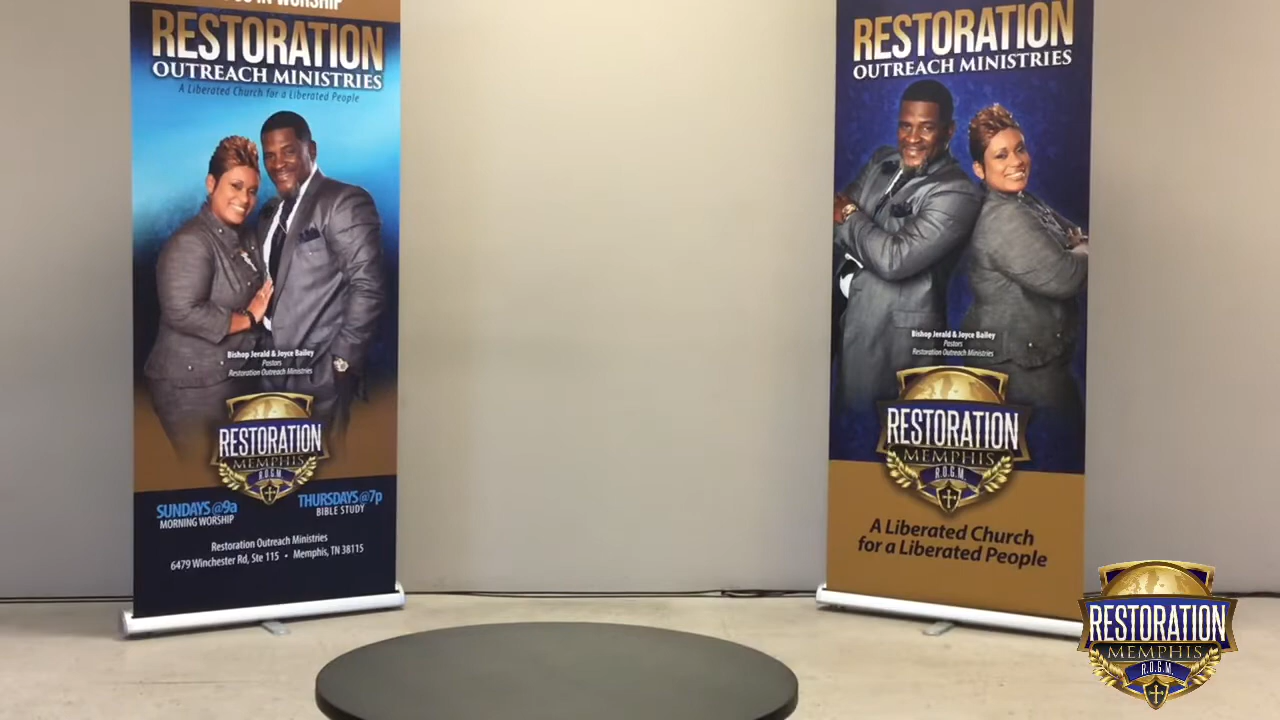 IN WORSHIP
RESTORATION
OUTREACH MINISTRIES
A Liberated Church for a Liberated People
Bishop Jerald & Joyce Bailey
Pastors
Restoration Outreach Ministries
RESTORATION
MEMPHIS
R.O.G.M.
SUNDAYS @9a
MORNING WORSHIP
THURSDAYS @7p
BIBLE STUDY
Restoration Outreach Ministries
6479 Winchester Rd, Ste 115 • Memphis, TN 38115
RESTORATION
OUTREACH MINISTRIES
Bishop Jerald & Joyce Bailey
Pastors
Restoration Outreach Ministries
RESTORATION
MEMPHIS
R.O.G.M.
A Liberated Church
for a Liberated People
RESTORATION
MEMPHIS
R.O.G.M.